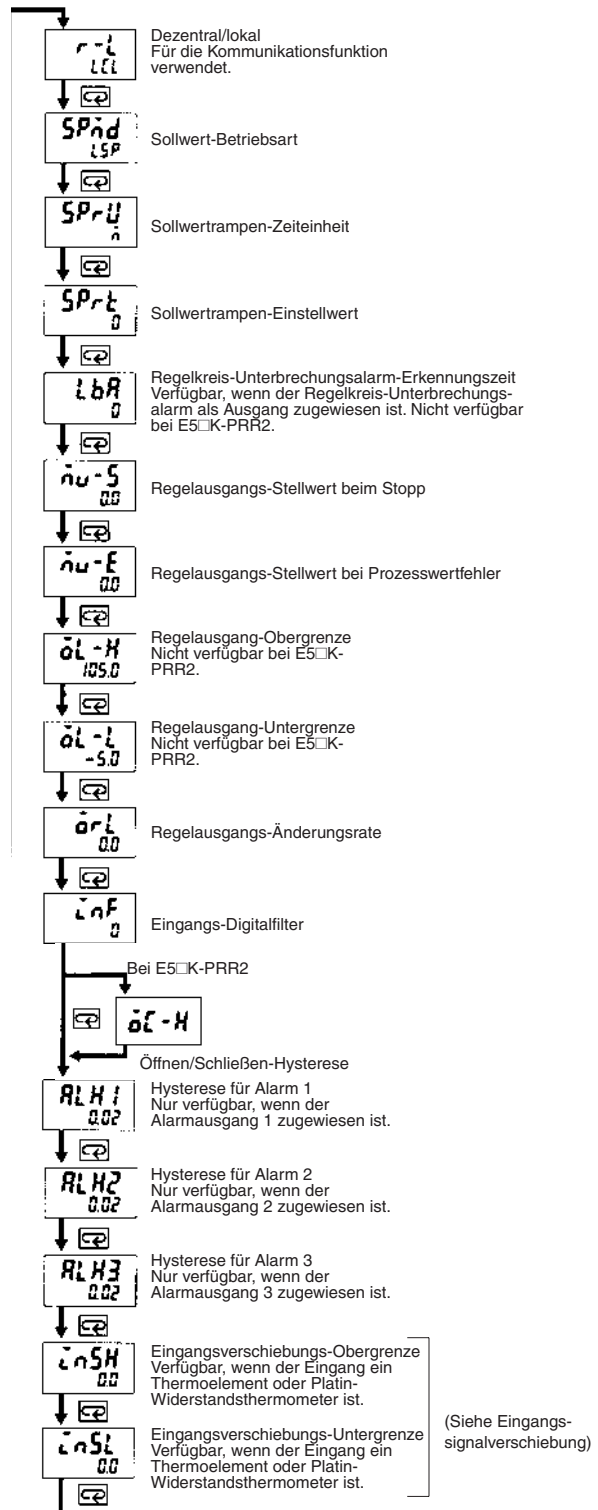 r-L
LCL
Dezentral/lokal
Für die Kommunikationsfunktion
verwendet.
SPmd
LSP
Sollwert-Betriebsart
SPrU
m
Sollwertrampen-Zeiteinheit
SPrt
0
Sollwertrampen-Einstellwert
LbA
0
Regelkreis-Unterbrechungsalarm-Erkennungszeit
Verfügbar, wenn der Regelkreis-Unterbrechungs-
alarm als Ausgang zugewiesen ist. Nicht verfügbar
bei E5□K-PRR2.
mv-S
0.0
Regelausgangs-Stellwert beim Stopp
mv-E
0.0
Regelausgangs-Stellwert bei Prozesswertfehler
oL-H
105.0
Regelausgang-Obergrenze
Nicht verfügbar bei E5□K-
PRR2.
oL-L
-5.0
Regelausgang-Untergrenze
Nicht verfügbar bei E5□K-
PRR2.
orL
0.0
Regelausgangs-Änderungsrate
inF
0
Eingangs-Digitalfilter
Bei E5□K-PRR2
oC-H
Öffnen/Schließen-Hysterese
ALH1
0.02
Hysterese für Alarm 1
Nur verfügbar, wenn der
Alarmausgang 1 zugewiesen ist.
ALH2
0.02
Hysterese für Alarm 2
Nur verfügbar, wenn der
Alarmausgang 2 zugewiesen ist.
ALH3
0.02
Hysterese für Alarm 3
Nur verfügbar, wenn der
Alarmausgang 3 zugewiesen ist.
inSH
0.0
Eingangsverschiebungs-Obergrenze
Verfügbar, wenn der Eingang ein
Thermoelement oder Platin-
Widerstandsthermometer ist.
inSL
0.0
Eingangsverschiebungs-Untergrenze
Verfügbar, wenn der Eingang ein
Thermoelement oder Platin-
Widerstandsthermometer ist.
(Siehe Eingangs-
signalverschiebung)